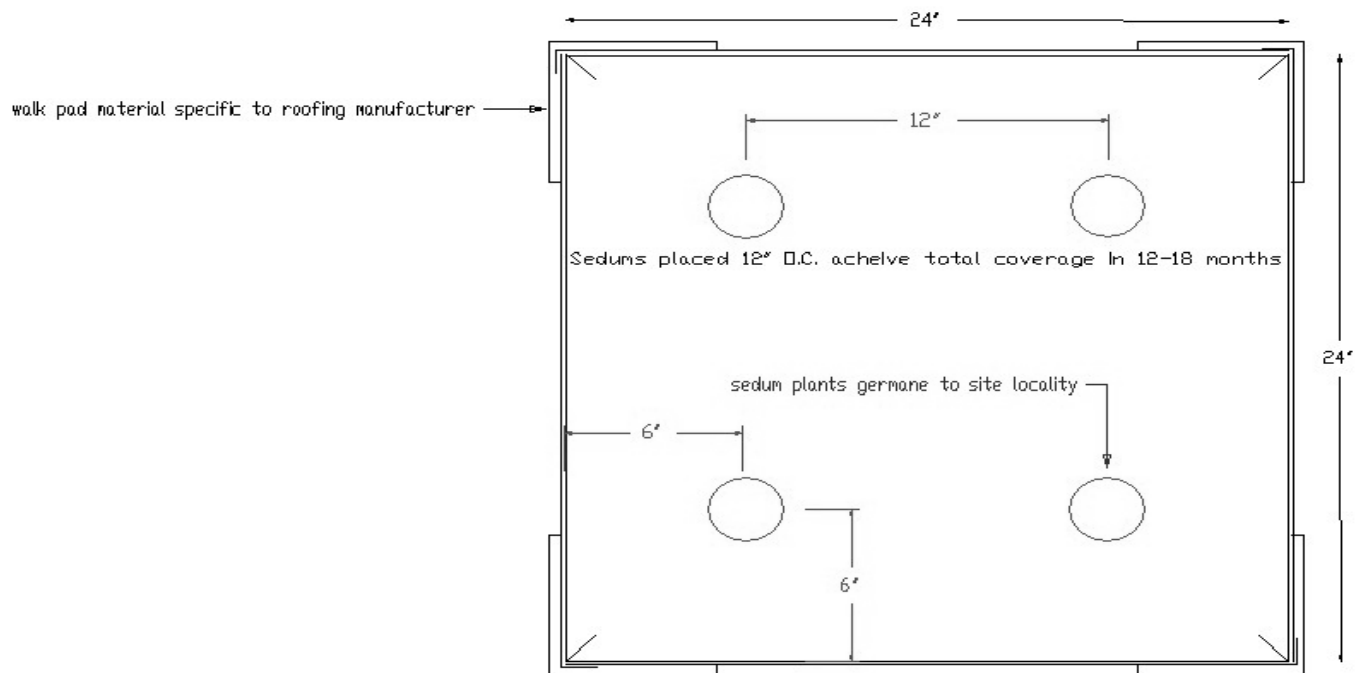 24"
walk pad material specific to roofing manufacturer
12"
Sedums placed 12" O.C. acheive total coverage in 12-18 months
24"
sedum plants germane to site locality
6"
6"